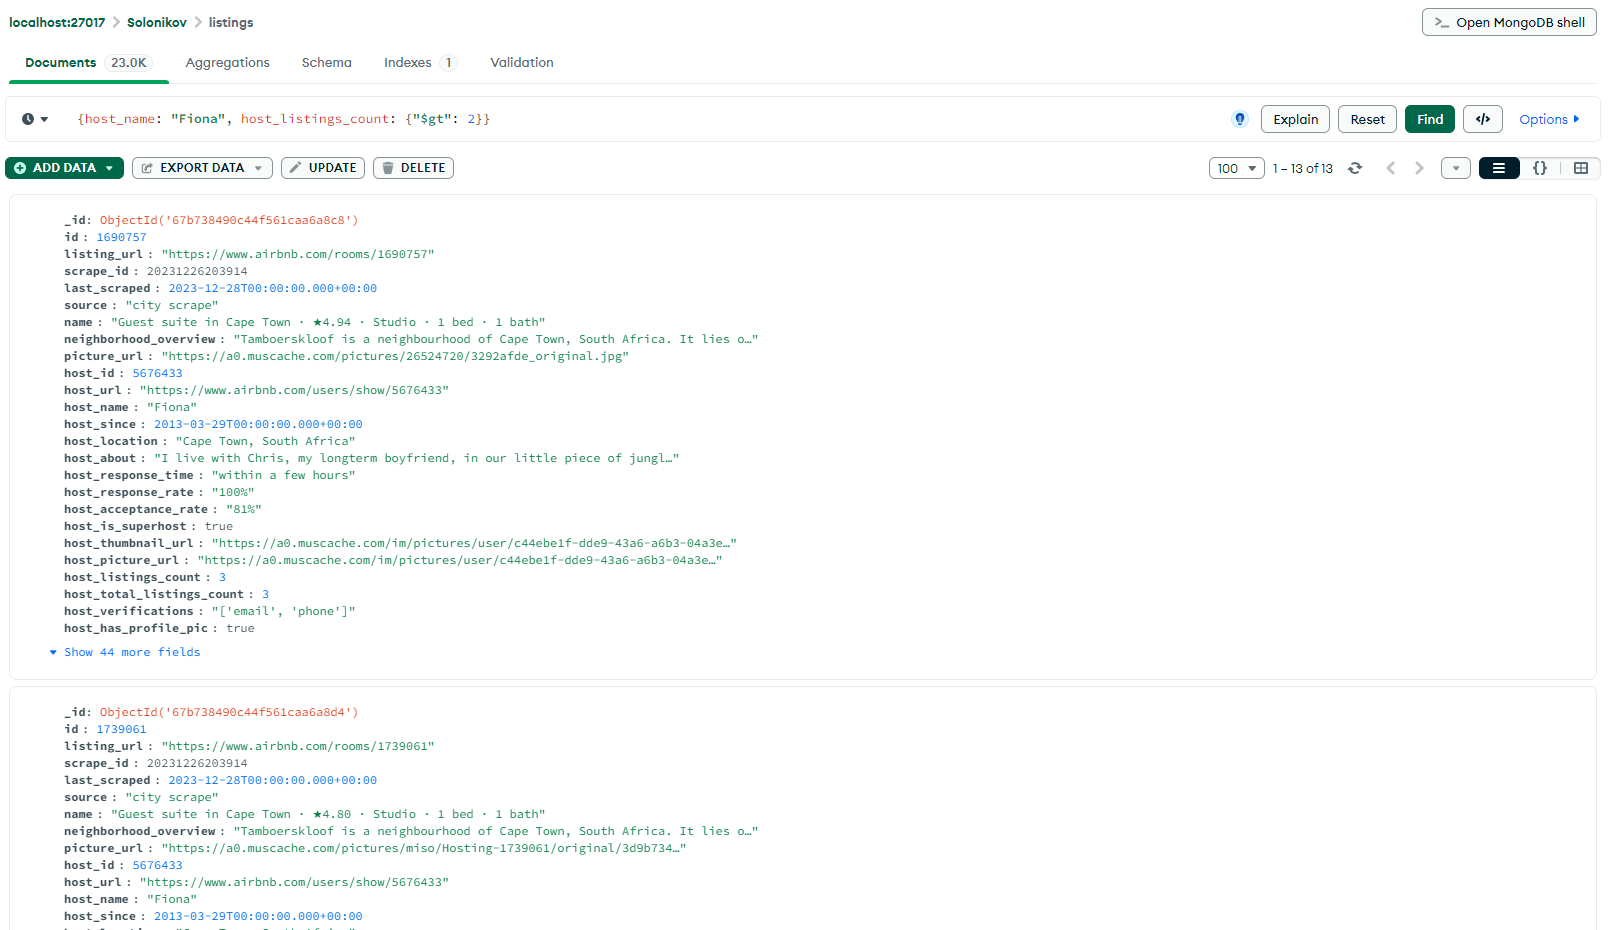 localhost:27017 > Solonikov > listings
>_ Open MongoDB shell
Documents 23.0K Aggregations Schema Indexes 1 Validation
{host_name: "Fiona", host_listings_count: {"$gt": 2}}
Explain Reset Find </> Options
ADD DATA EXPORT DATA UPDATE DELETE 100 1 – 13 of 13 {}
_id: ObjectId('67b738490c44f561caa6a8c8')
id : 1690757
listing_url : "https://www.airbnb.com/rooms/1690757"
scrape_id : 20231226203914
last_scraped : 2023-12-28T00:00:00.000+00:00
source : "city scrape"
name : "Guest suite in Cape Town · ★4.94 · Studio · 1 bed · 1 bath"
neighborhood_overview : "Tamboerskloof is a neighbourhood of Cape Town, South Africa. It lies o…"
picture_url : "https://a0.muscache.com/pictures/26524720/3292afde_original.jpg"
host_id : 5676433
host_url : "https://www.airbnb.com/users/show/5676433"
host_name : "Fiona"
host_since : 2013-03-29T00:00:00.000+00:00
host_location : "Cape Town, South Africa"
host_about : "I live with Chris, my longterm boyfriend, in our little piece of jungl…"
host_response_time : "within a few hours"
host_response_rate : "100%"
host_acceptance_rate : "81%"
host_is_superhost : true
host_thumbnail_url : "https://a0.muscache.com/im/pictures/user/c44ebe1f-dde9-43a6-a6b3-04a3e…"
host_picture_url : "https://a0.muscache.com/im/pictures/user/c44ebe1f-dde9-43a6-a6b3-04a3e…"
host_listings_count : 3
host_total_listings_count : 3
host_verifications : "['email', 'phone']"
host_has_profile_pic : true
Show 44 more fields
_id: ObjectId('67b738490c44f561caa6a8d4')
id : 1739061
listing_url : "https://www.airbnb.com/rooms/1739061"
scrape_id : 20231226203914
last_scraped : 2023-12-28T00:00:00.000+00:00
source : "city scrape"
name : "Guest suite in Cape Town · ★4.80 · Studio · 1 bed · 1 bath"
neighborhood_overview : "Tamboerskloof is a neighbourhood of Cape Town, South Africa. It lies o…"
picture_url : "https://a0.muscache.com/pictures/miso/Hosting-1739061/original/3d9b734…"
host_id : 5676433
host_url : "https://www.airbnb.com/users/show/5676433"
host_name : "Fiona"
host_since : 2013-03-29T00:00:00.000+00:00